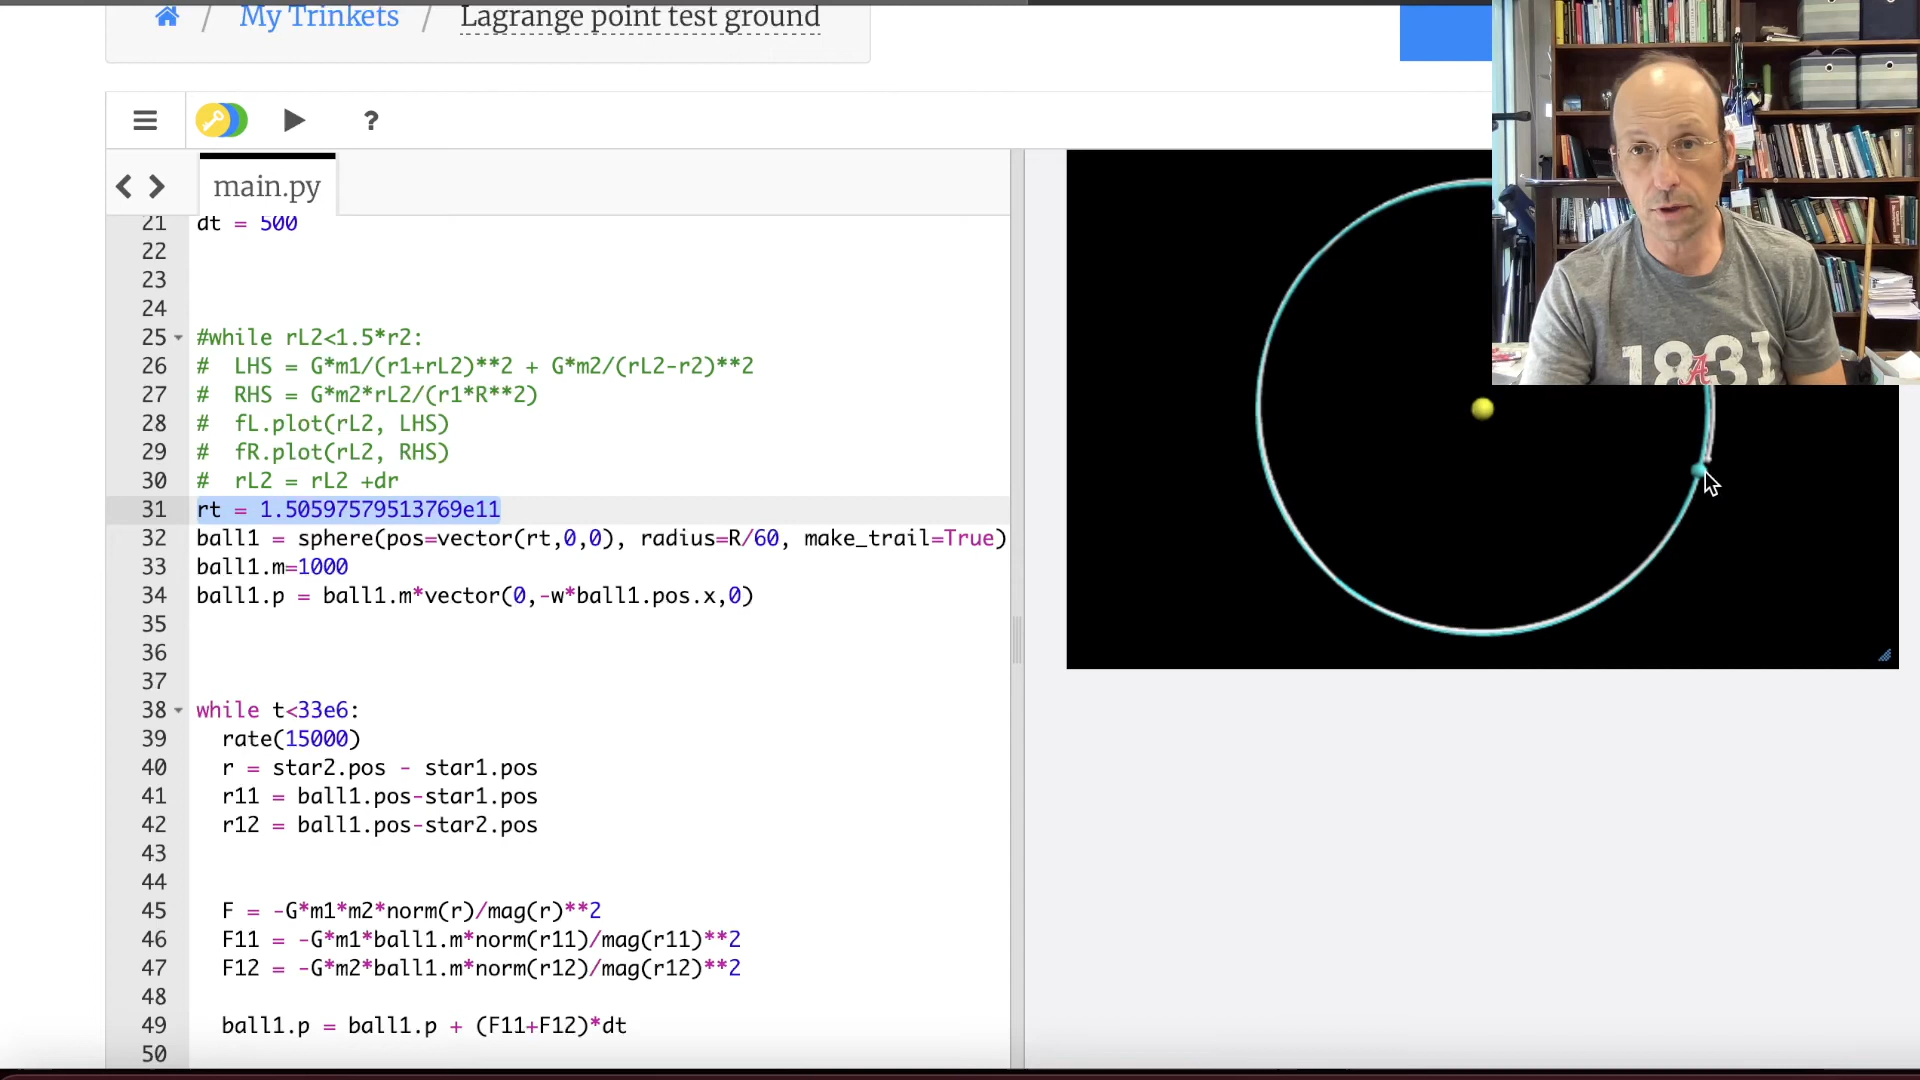 / My Trinkets / Lagrange point test ground
?
main.py
21 dt = 500
22
23
24
25 #while rL2<1.5*r2:
26 #  LHS = G*m1/(r1+rL2)**2 + G*m2/(rL2-r2)**2
27 #  RHS = G*m2*rL2/(r1*R**2)
28 #  fL.plot(rL2, LHS)
29 #  fR.plot(rL2, RHS)
30 #  rL2 = rL2 +dr
31 rt = 1.50597579513769e11
32 ball1 = sphere(pos=vector(rt,0,0), radius=R/60, make_trail=True)
33 ball1.m=1000
34 ball1.p = ball1.m*vector(0,-w*ball1.pos.x,0)
35
36
37
38 while t<33e6:
39   rate(15000)
40   r = star2.pos - star1.pos
41   r11 = ball1.pos-star1.pos
42   r12 = ball1.pos-star2.pos
43
44
45   F = -G*m1*m2*norm(r)/mag(r)**2
46   F11 = -G*m1*ball1.m*norm(r11)/mag(r11)**2
47   F12 = -G*m2*ball1.m*norm(r12)/mag(r12)**2
48
49   ball1.p = ball1.p + (F11+F12)*dt
50
1831
A